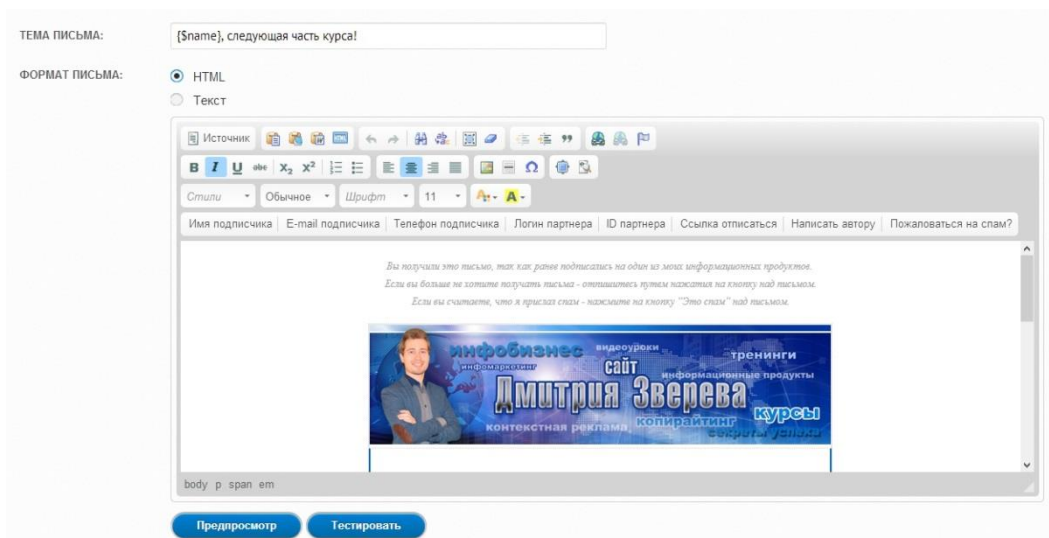 ТЕМА ПИСЬМА: {$name}, следующая часть курса!
ФОРМАТ ПИСЬМА: HTML
Текст
Источник
B I U abc X₂ X² Ω
Стили Обычное Шрифт 11 A
Имя подписчика E-mail подписчика Телефон подписчика Логин партнера ID партнера Ссылка отписаться Написать автору Пожаловаться на спам?
Вы получили это письмо, так как ранее подписались на один из моих информационных продуктов.
Если вы больше не хотите получать письма - отпишитесь путем нажатия на кнопку над письмом.
Если вы считаете, что я прислал спам - нажмите на кнопку "Это спам" над письмом.
инфобизнес видеоуроки тренинги
инфомаркетинг сайт информационные продукты
Дмитрия Зверева
контекстная реклама копирайтинг курсы
секреты успеха
body p span em
Предпросмотр Тестировать